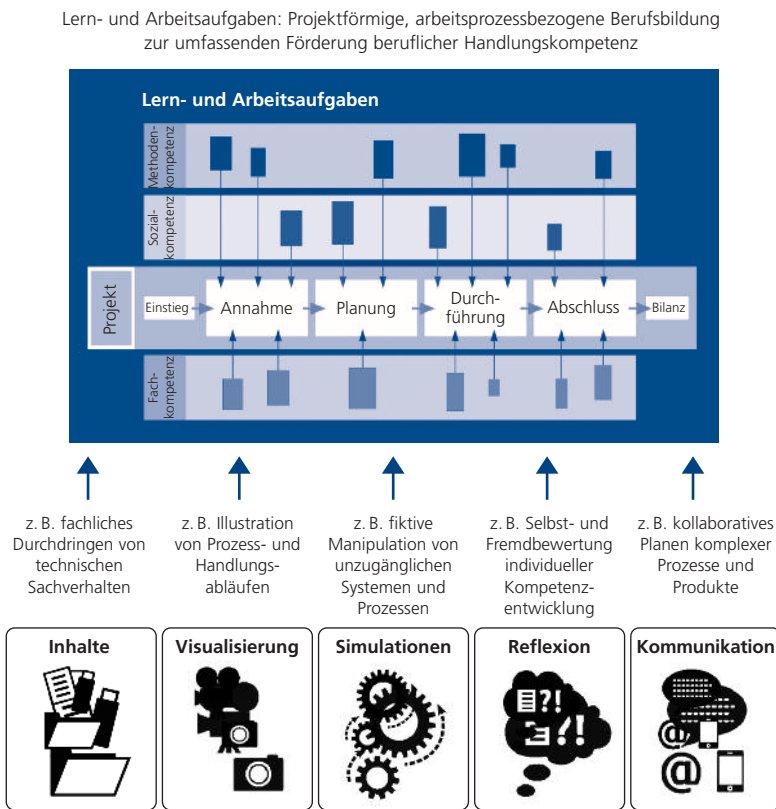 Lern- und Arbeitsaufgaben: Projektförmige, arbeitsprozessbezogene Berufsbildung
zur umfassenden Förderung beruflicher Handlungskompetenz
Lern- und Arbeitsaufgaben
Methoden-
kompetenz
Sozial-
kompetenz
Projekt
Einstieg
Annahme
Planung
Durch-
führung
Abschluss
Bilanz
Fach-
kompetenz
z. B. fachliches
Durchdringen von
technischen
Sachverhalten
z. B. Illustration
von Prozess- und
Handlungs-
abläufen
z. B. fiktive
Manipulation von
unzugänglichen
Systemen und
Prozessen
z. B. Selbst- und
Fremdbewertung
individueller
Kompetenz-
entwicklung
z. B. kollaboratives
Planen komplexer
Prozesse und
Produkte
Inhalte
Visualisierung
Simulationen
Reflexion
?!
?!
Kommunikation
@
@